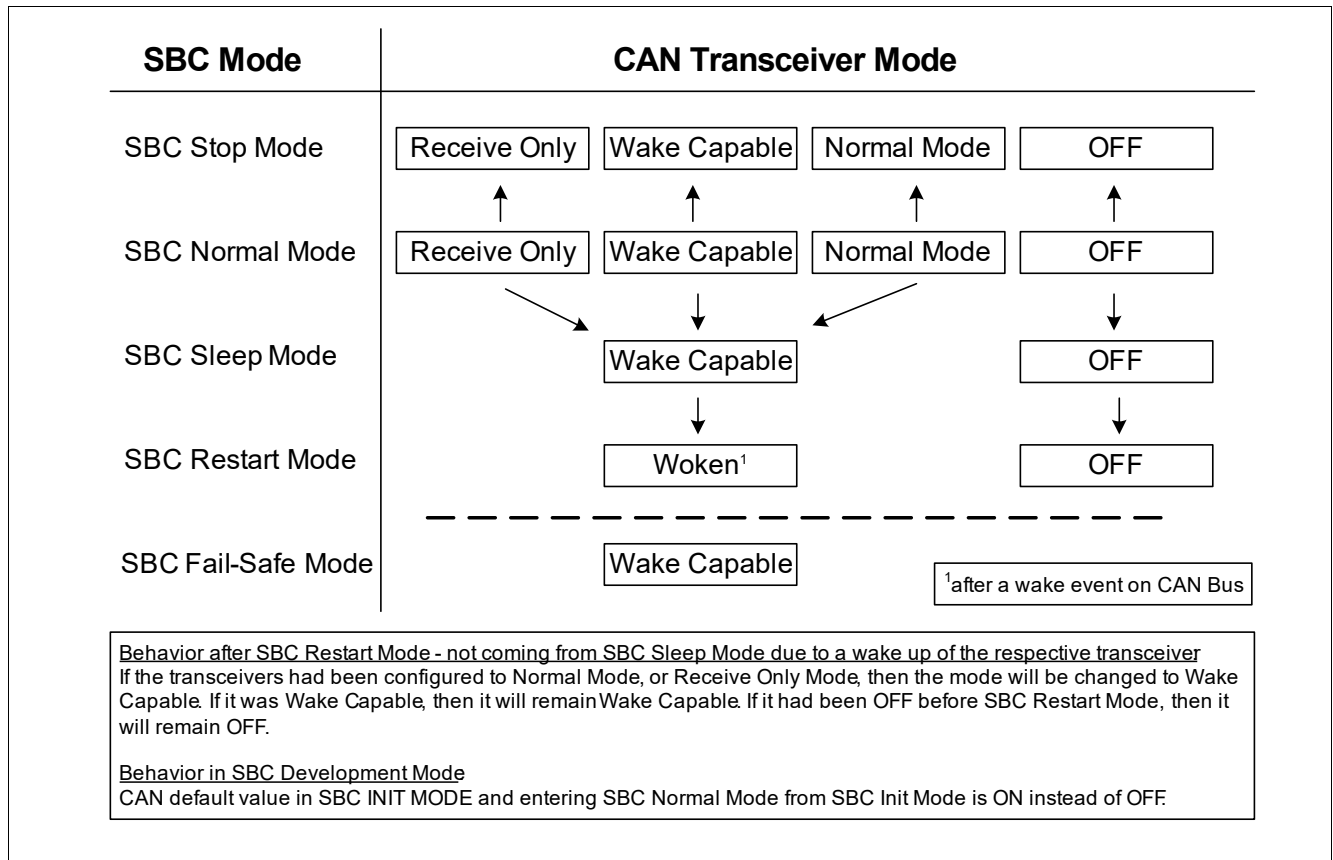 SBC Mode CAN Transceiver Mode
SBC Stop Mode Receive Only Wake Capable Normal Mode OFF
SBC Normal Mode Receive Only Wake Capable Normal Mode OFF
SBC Sleep Mode Wake Capable OFF
SBC Restart Mode Woken¹ OFF
SBC Fail-Safe Mode Wake Capable
¹after a wake event on CAN Bus
Behavior after SBC Restart Mode - not coming from SBC Sleep Mode due to a wake up of the respective transceiver
If the transceivers had been configured to Normal Mode, or Receive Only Mode, then the mode will be changed to Wake
Capable. If it was Wake Capable, then it will remain Wake Capable. If it had been OFF before SBC Restart Mode, then it
will remain OFF.
Behavior in SBC Development Mode
CAN default value in SBC INIT MODE and entering SBC Normal Mode from SBC Init Mode is ON instead of OFF.